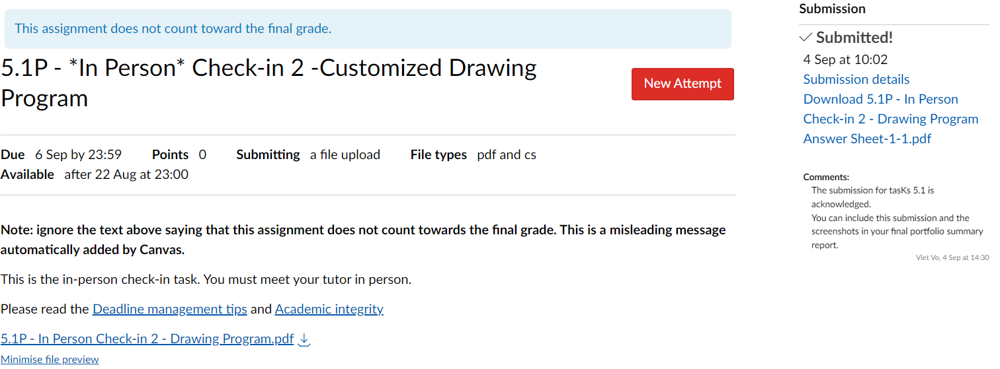 This assignment does not count toward the final grade.
5.1P - *In Person* Check-in 2 -Customized Drawing
Program
New Attempt
Due 6 Sep by 23:59 Points 0 Submitting a file upload File types pdf and cs
Available after 22 Aug at 23:00
Note: ignore the text above saying that this assignment does not count towards the final grade. This is a misleading message
automatically added by Canvas.
This is the in-person check-in task. You must meet your tutor in person.
Please read the Deadline management tips and Academic integrity
5.1P - In Person Check-in 2 - Drawing Program.pdf
Minimise file preview
Submission
Submitted!
4 Sep at 10:02
Submission details
Download 5.1P - In Person
Check-in 2 - Drawing Program
Answer Sheet-1-1.pdf
Comments:
The submission for tasKs 5.1 is
acknowledged.
You can include this submission and the
screenshots in your final portfolio summary
report.
Viet Vo, 4 Sep at 14:30